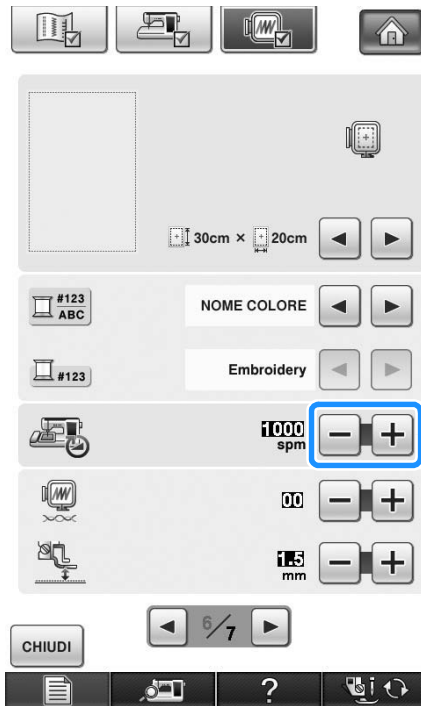 30cm × 20cm
#123
ABC
NOME COLORE
#123
Embroidery
1000
spm
00
1.5
mm
6/7
CHIUDI
?